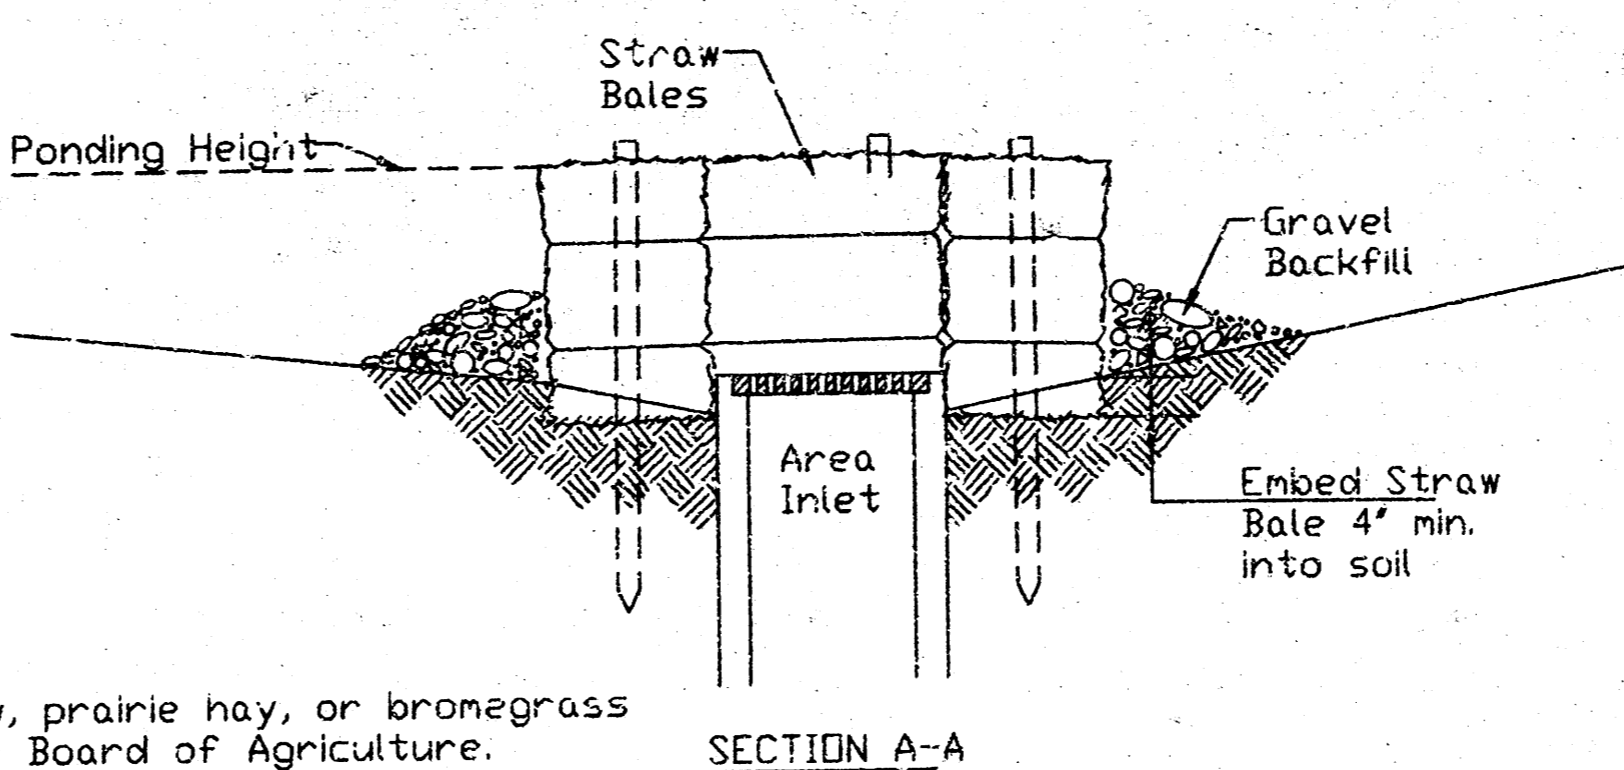 Straw
Bales
Ponding Height
Gravel
Backfill
Area
Inlet
Embed Straw
Bale 4" min.
into soil
, prairie hay, or bromegrass
Board of Agriculture.
SECTION A-A